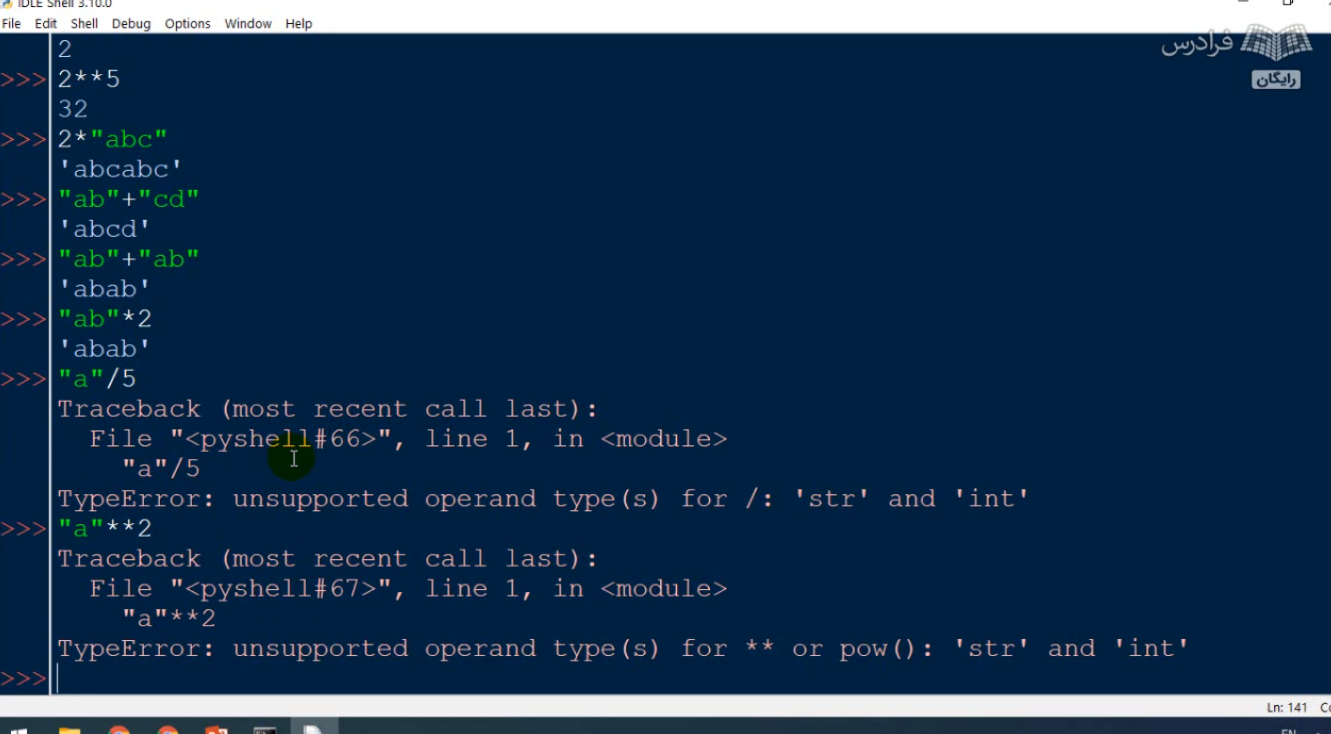 IDLE Shell 3.10.0
File Edit Shell Debug Options Window Help
فرادرس
رایگان
2
>>> 2**5
32
>>> 2*"abc"
'abcabc'
>>> "ab"+"cd"
'abcd'
>>> "ab"+"ab"
'abab'
>>> "ab"*2
'abab'
>>> "a"/5
Traceback (most recent call last):
File "<pyshell#66>", line 1, in <module>
"a"/5
TypeError: unsupported operand type(s) for /: 'str' and 'int'
>>> "a"**2
Traceback (most recent call last):
File "<pyshell#67>", line 1, in <module>
"a"**2
TypeError: unsupported operand type(s) for ** or pow(): 'str' and 'int'
>>>
Ln: 141
EN